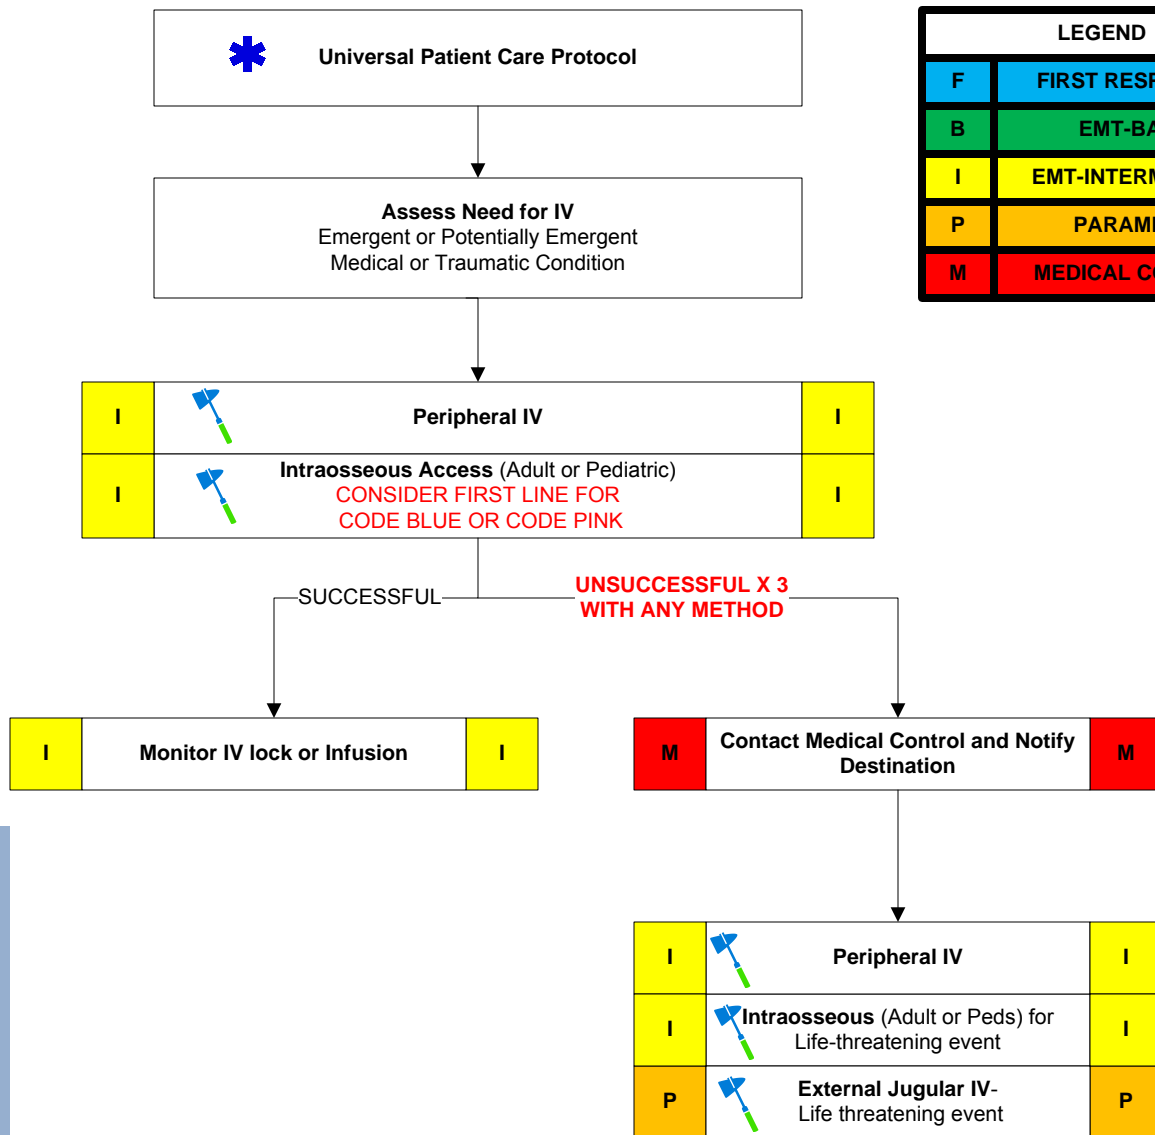 Universal Patient Care Protocol
LEGEND
F FIRST
B
I
P
M MEDICAL
Assess Need for IV
Emergent or Potentially Emergent
Medical or Traumatic Condition
I Peripheral IV I
I Intraosseous Access (Adult or Pediatric) I
CONSIDER FIRST LINE FOR
CODE BLUE OR CODE PINK
SUCCESSFUL
UNSUCCESSFUL X 3
WITH ANY METHOD
I Monitor IV lock or Infusion I
M Contact Medical Control and Notify M
Destination
I Peripheral IV I
I Intraosseous (Adult or Peds) for I
Life-threatening event
P External Jugular IV- P
Life threatening event